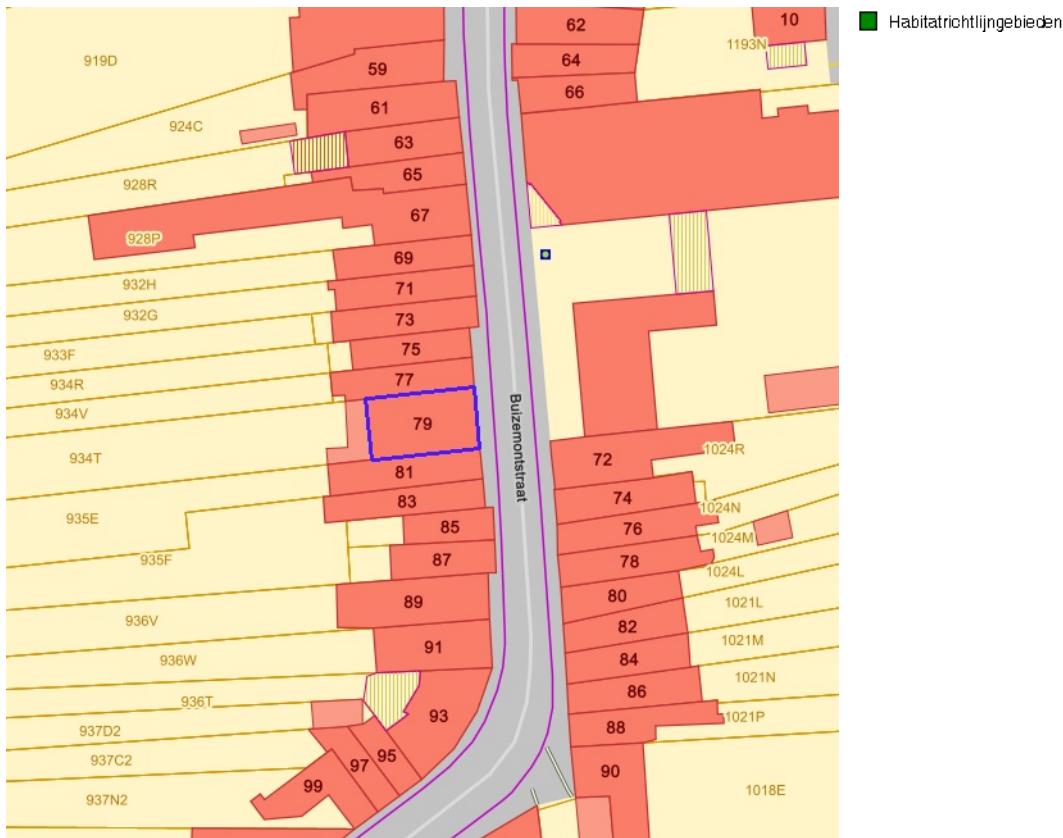 62
10
1193N
919D
59
64
66
61
924C
63
65
928R
67
928P
69
932H
71
932G
73
75
933F
77
934R
934V
79
Buizemontstraat
934T
81
72
1024R
83
74
1024N
935E
85
76
1024M
935F
87
78
1024L
89
80
1021L
936V
82
91
84
1021M
936W
86
1021N
936T
93
88
1021P
937D2
95
937C2
97
90
99
1018E
937N2
Habitatrichtlijngebieden